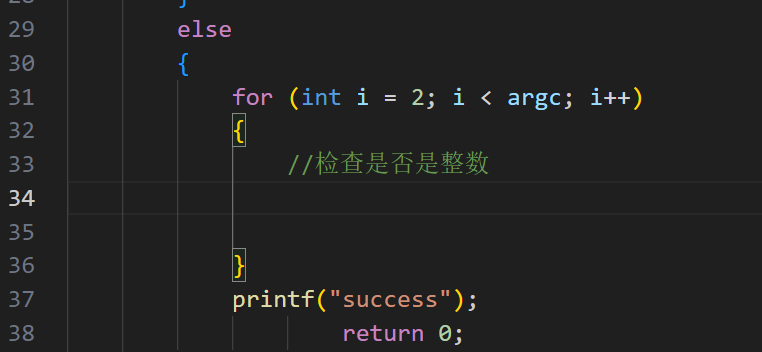 28 }
29 else
30 {
31 for (int i = 2; i < argc; i++)
32 {
33 //检查是否是整数
34
35
36 }
37 printf("success");
38 return 0;